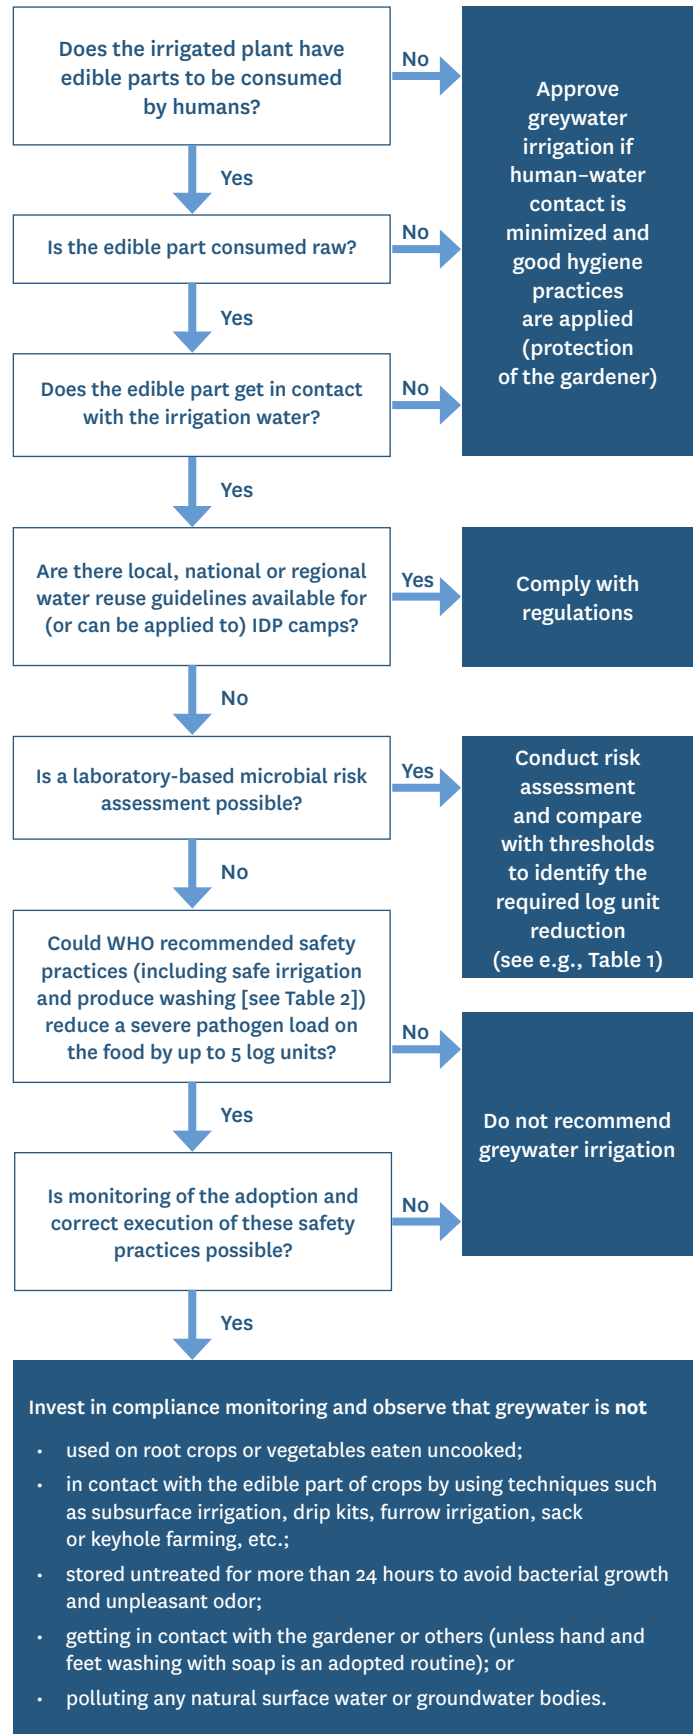 Does the irrigated plant have
edible parts to be consumed
by humans?
No
Approve
greywater
irrigation if
human–water
contact is
minimized and
good hygiene
practices
are applied
(protection
of the gardener)
Yes
Is the edible part consumed raw?
No
Yes
Does the edible part get in contact
with the irrigation water?
No
Yes
Are there local, national or regional
water reuse guidelines available for
(or can be applied to) IDP camps?
Yes
Comply with
regulations
No
Is a laboratory-based microbial risk
assessment possible?
Yes
Conduct risk
assessment
and compare
with thresholds
to identify the
required log unit
reduction
(see e.g., Table 1)
No
Could WHO recommended safety
practices (including safe irrigation
and produce washing [see Table 2])
reduce a severe pathogen load on
the food by up to 5 log units?
No
Do not recommend
greywater irrigation
Yes
Is monitoring of the adoption and
correct execution of these safety
practices possible?
No
Yes
Invest in compliance monitoring and observe that greywater is not
• used on root crops or vegetables eaten uncooked;
• in contact with the edible part of crops by using techniques such
as subsurface irrigation, drip kits, furrow irrigation, sack
or keyhole farming, etc.;
• stored untreated for more than 24 hours to avoid bacterial growth
and unpleasant odor;
• getting in contact with the gardener or others (unless hand and
feet washing with soap is an adopted routine); or
• polluting any natural surface water or groundwater bodies.